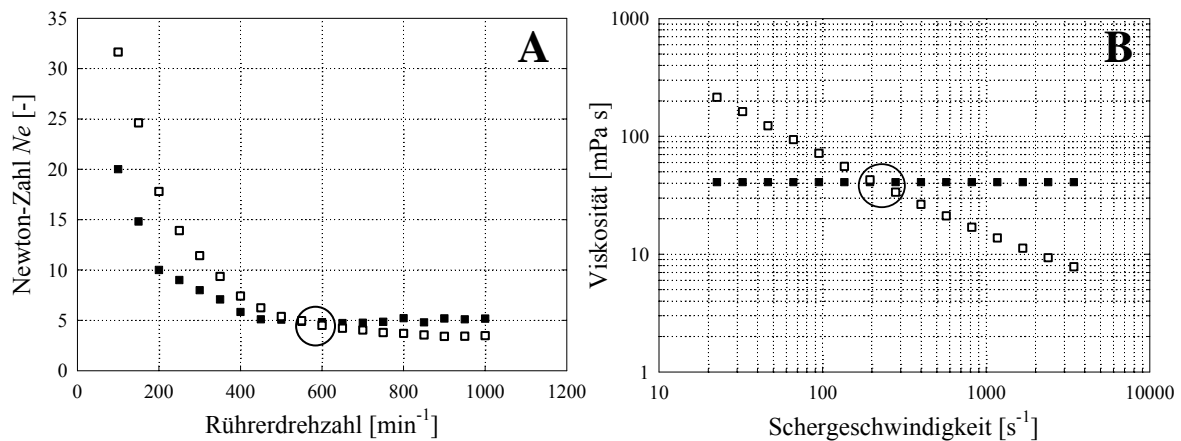 A
Newton-Zahl Ne [-]
35
30
25
20
15
10
5
0
0 200 400 600 800 1000 1200
Rührerdrehzahl [min⁻¹]
B
Viskosität [mPa s]
1000
100
10
1
10 100 1000 10000
Schergeschwindigkeit [s⁻¹]